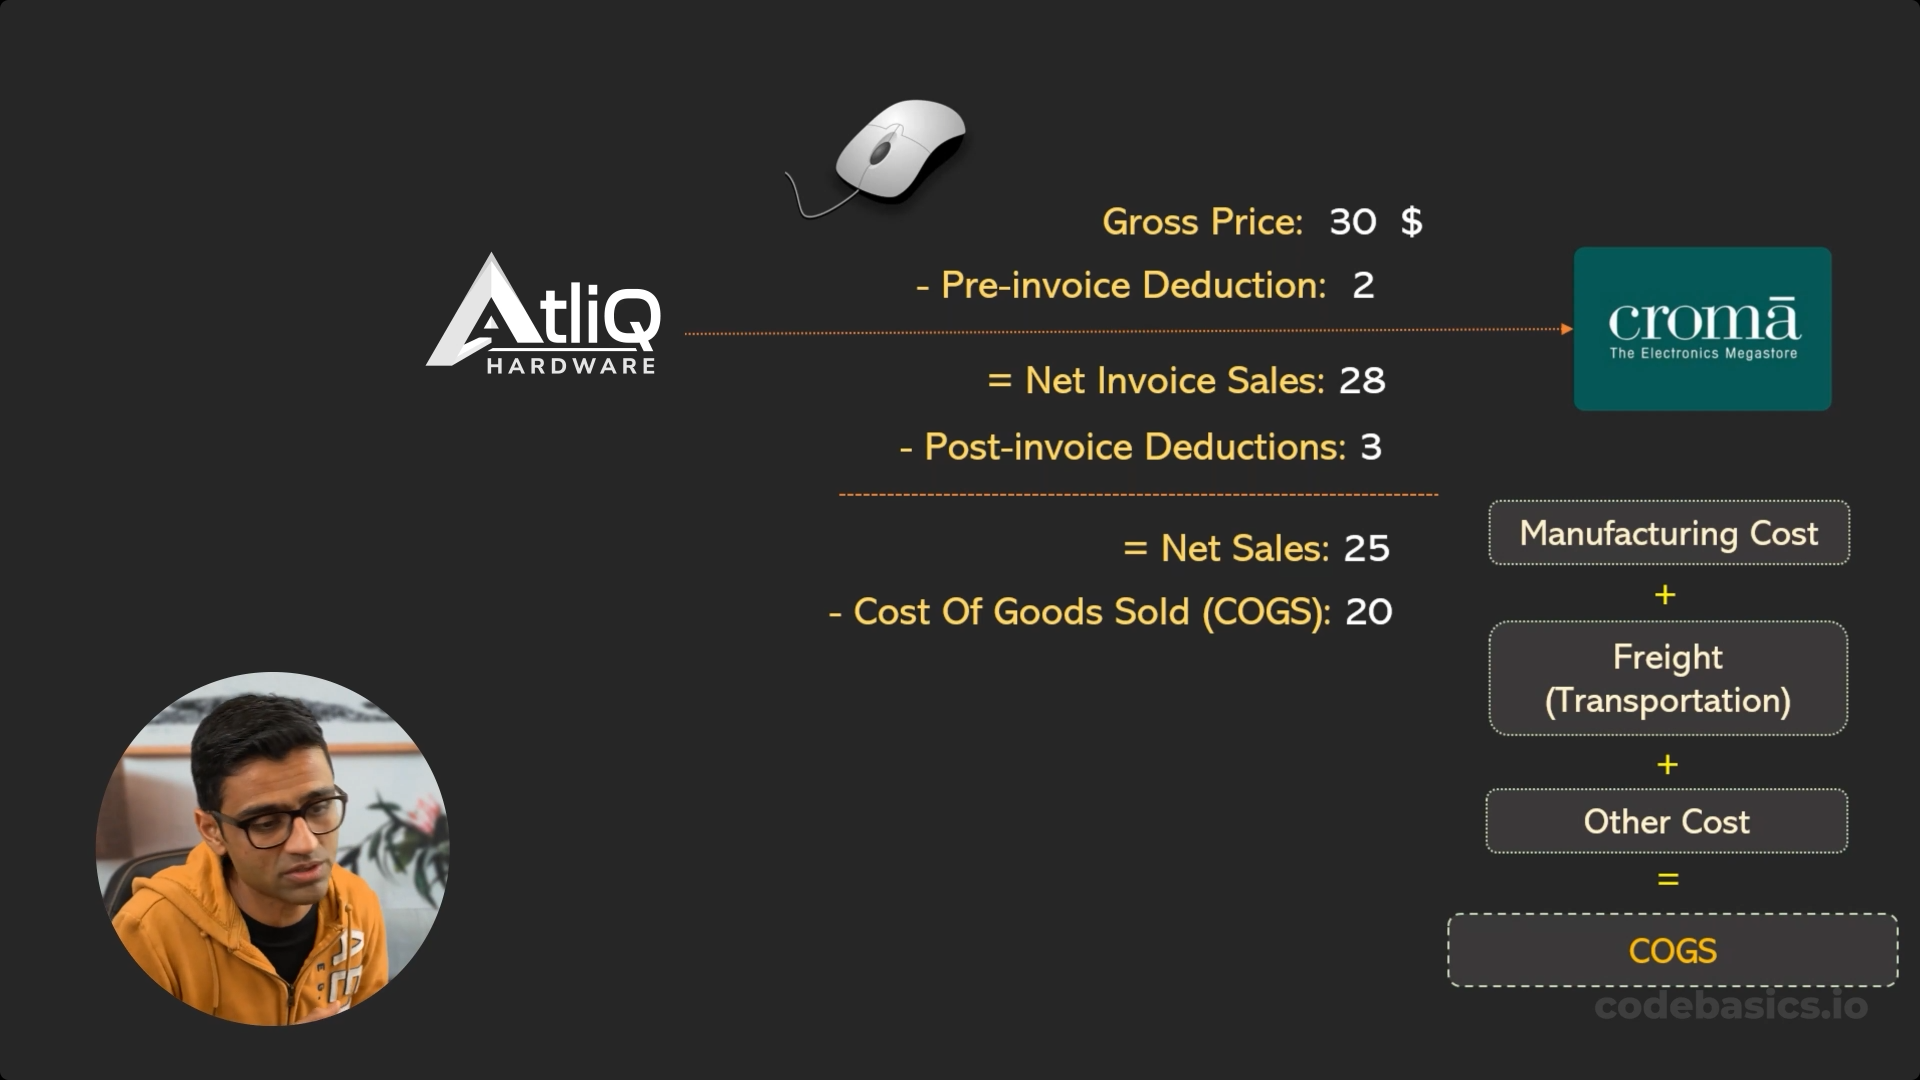 Gross Price: 30 $
- Pre-invoice Deduction: 2
AtliQ
HARDWARE
cromā
The Electronics Megastore
= Net Invoice Sales: 28
- Post-invoice Deductions: 3
= Net Sales: 25
- Cost Of Goods Sold (COGS): 20
Manufacturing Cost
+
Freight
(Transportation)
+
Other Cost
=
COGS
codebasics.io